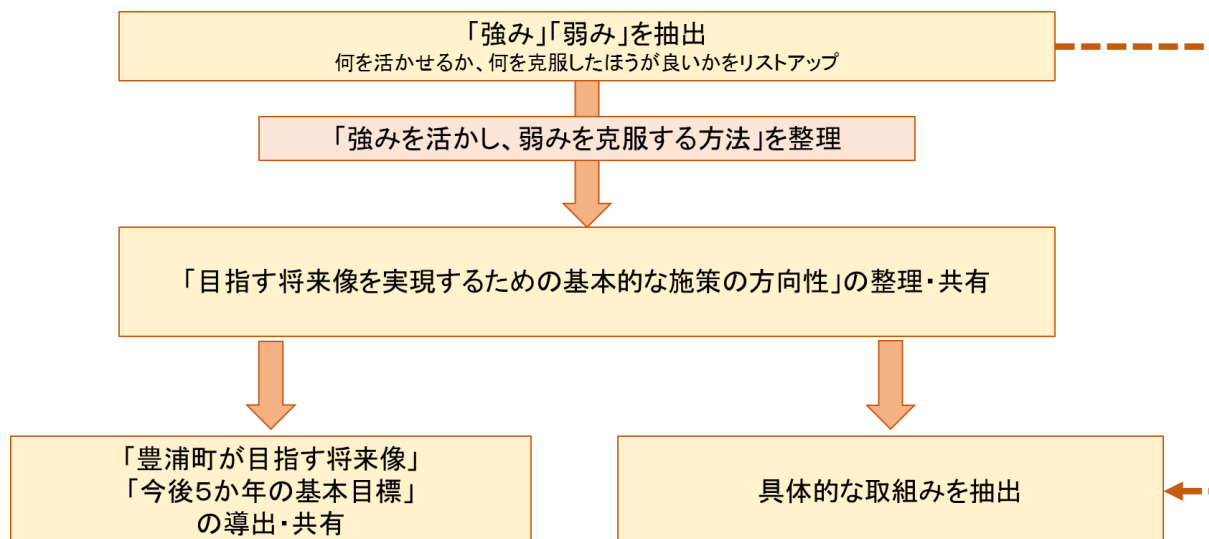 「強み」「弱み」を抽出
何を活かせるか、何を克服したほうが良いかをリストアップ
「強みを活かし、弱みを克服する方法」を整理
「目指す将来像を実現するための基本的な施策の方向性」の整理・共有
「豊浦町が目指す将来像」
「今後５か年の基本目標」
の導出・共有
具体的な取組みを抽出